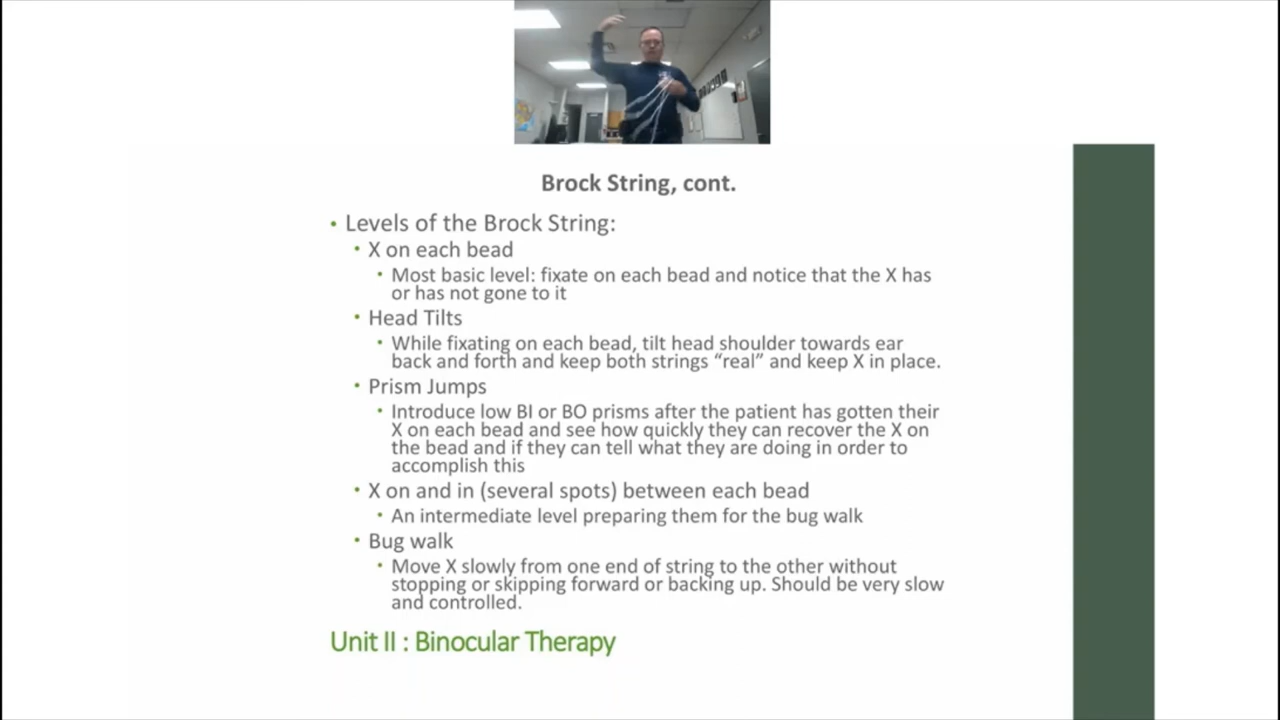 Brock String, cont.
• Levels of the Brock String:
• X on each bead
• Most basic level: fixate on each bead and notice that the X has
or has not gone to it
• Head Tilts
• While fixating on each bead, tilt head shoulder towards ear
back and forth and keep both strings “real” and keep X in place.
• Prism Jumps
• Introduce low BI or BO prisms after the patient has gotten their
X on each bead and see how quickly they can recover the X on
the bead and if they can tell what they are doing in order to
accomplish this
• X on and in (several spots) between each bead
• An intermediate level preparing them for the bug walk
• Bug walk
• Move X slowly from one end of string to the other without
stopping or skipping forward or backing up. Should be very slow
and controlled.
Unit II : Binocular Therapy